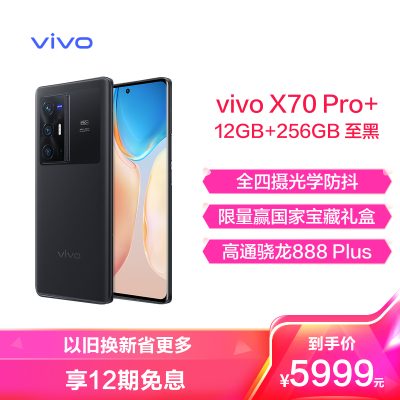 vivo
vivo X70 Pro+
12GB+256GB 至黑
全四摄光学防抖
限量赢国家宝藏礼盒
高通骁龙888 Plus
vivo
以旧换新省更多
享12期免息
到手价
¥5999元